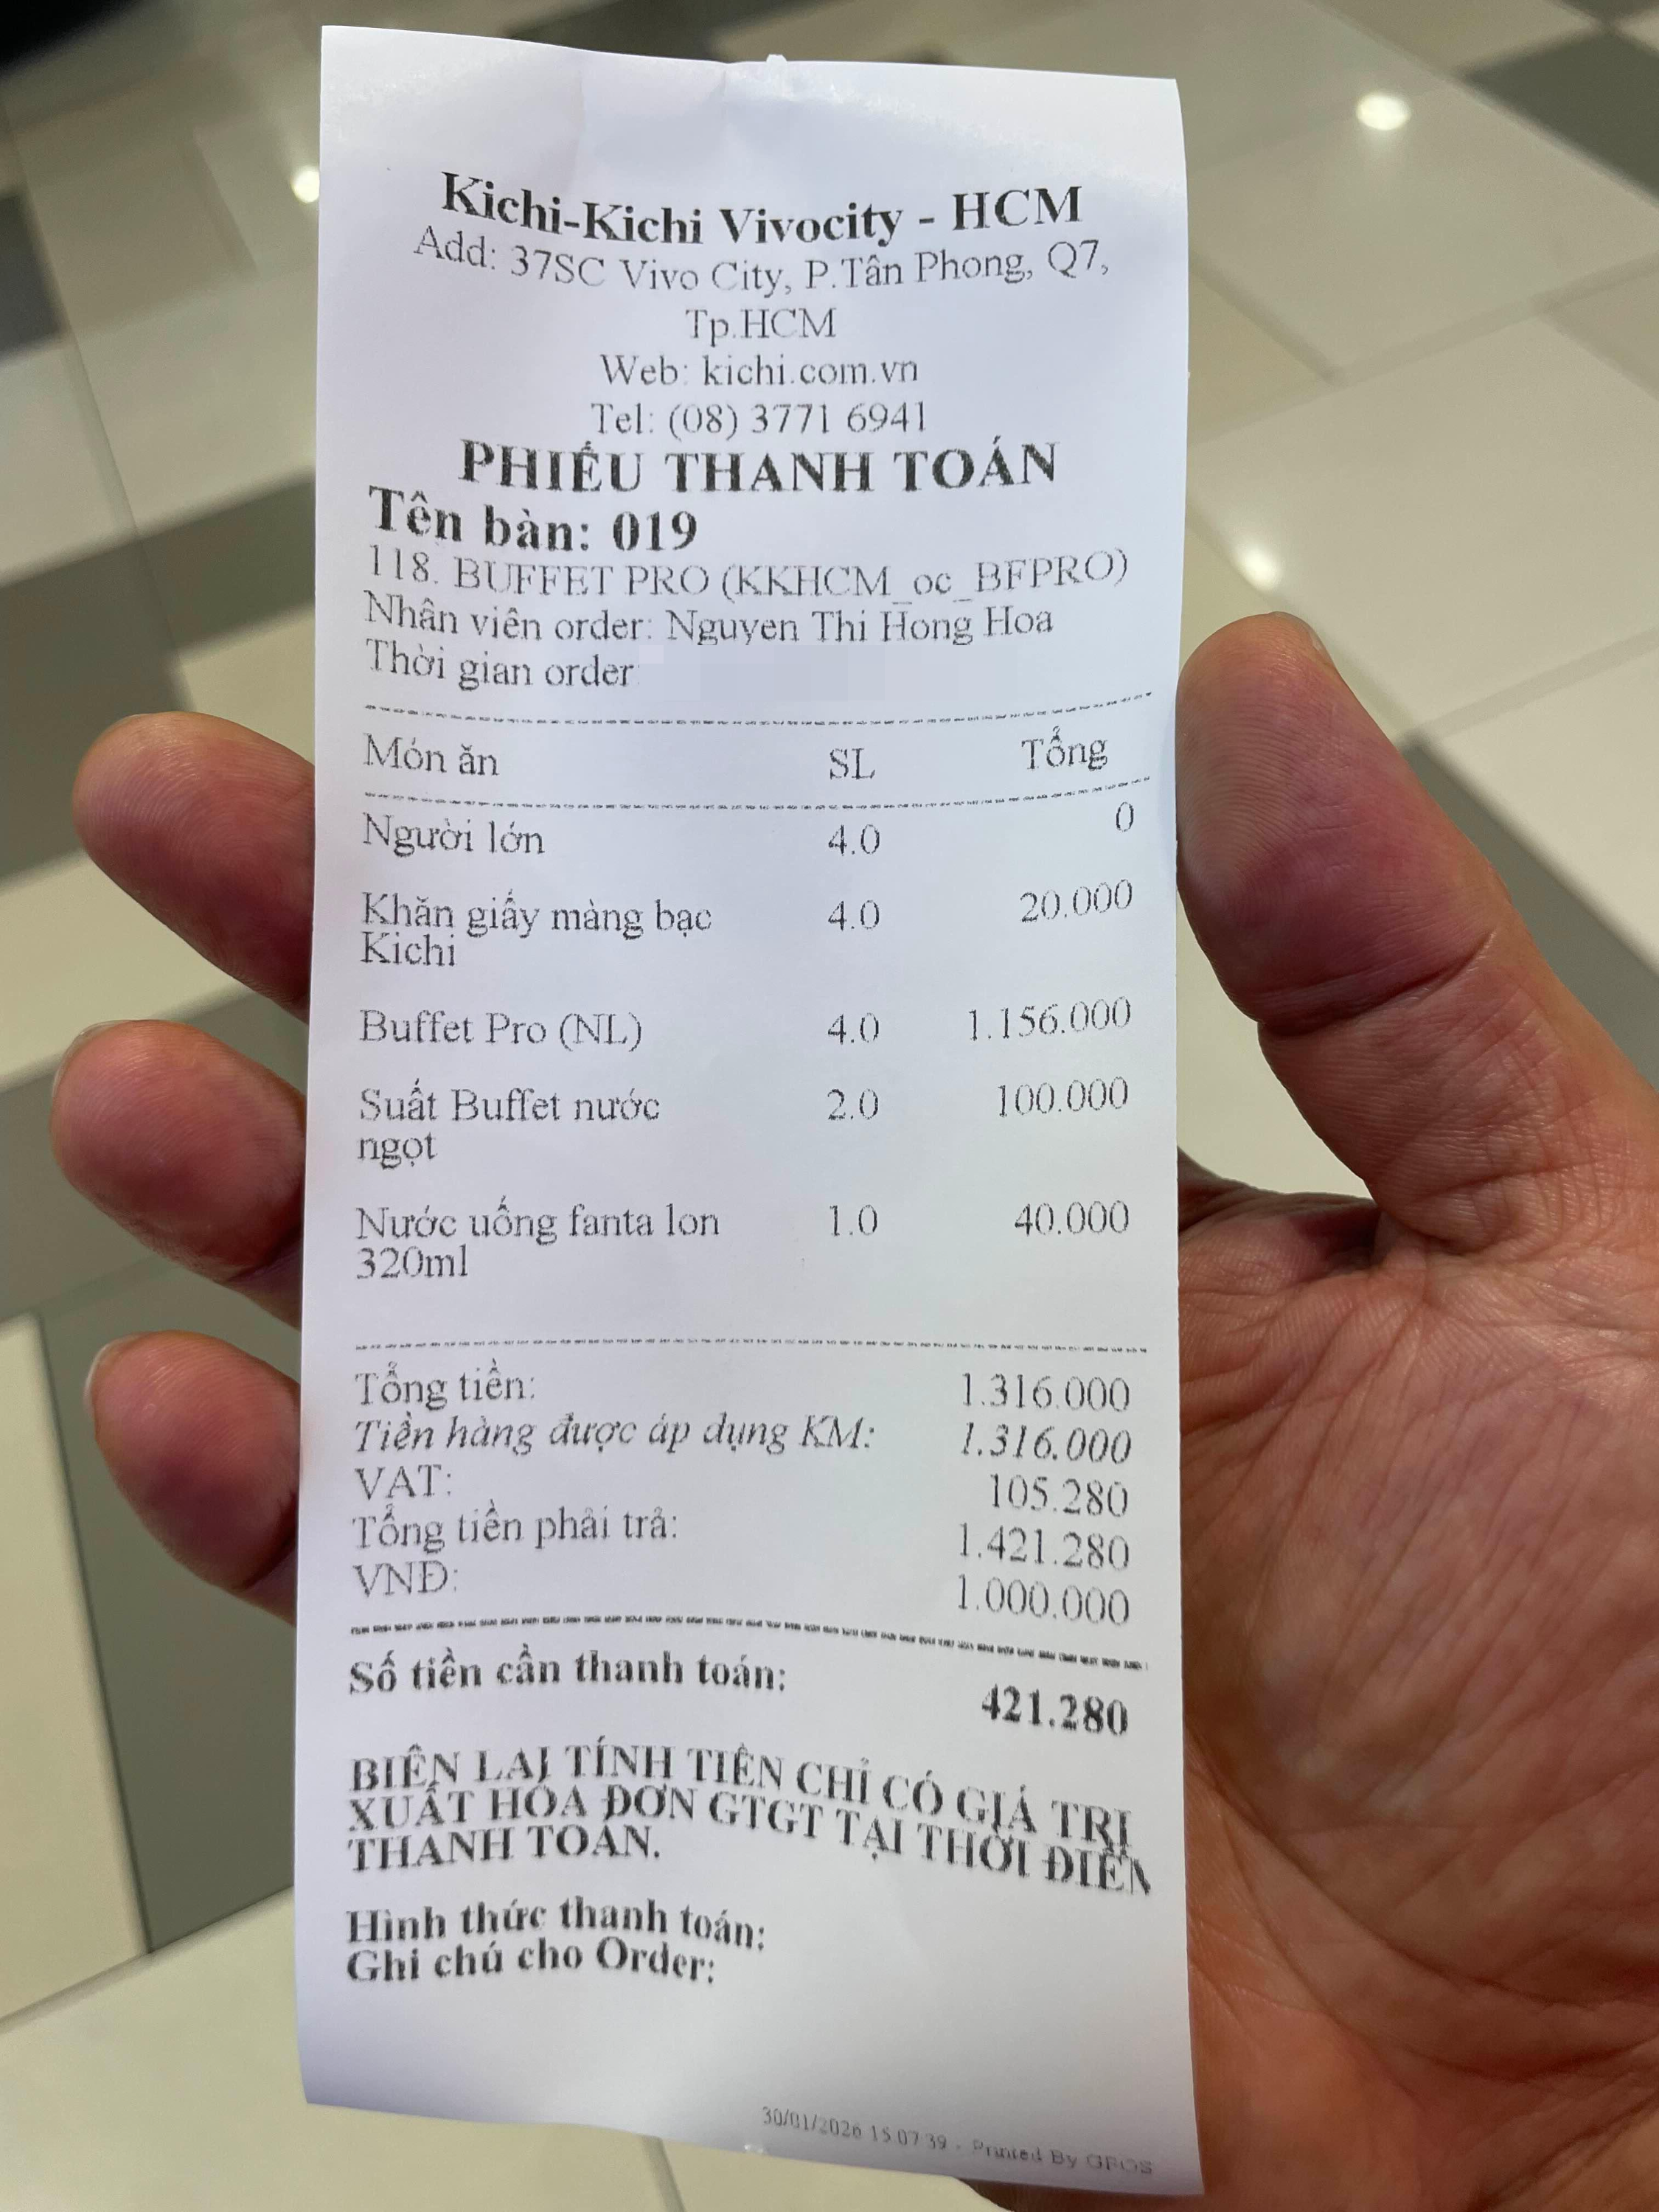 Kichi-Kichi Vivocity - HCM
Add: 37SC Vivo City, P.Tân Phong, Q7,
Tp.HCM
Web: kichi.com.vn
Tel: (08) 3771 6941
PHIẾU THANH TOÁN
Tên bàn: 019
118. BUFFET PRO (KKHCM_oc_BFPRO)
Nhân viên order: Nguyen Thi Hong Hoa
Thời gian order:
Món ăn SL Tổng
Người lớn 4.0 0
Khăn giấy màng bạc 4.0 20.000
Kichi
Buffet Pro (NL) 4.0 1.156.000
Suất Buffet nước 2.0 100.000
ngọt
Nước uống fanta lon 1.0 40.000
320ml
Tổng tiền: 1.316.000
Tiền hàng được áp dụng KM: 1.316.000
VAT: 105.280
Tổng tiền phải trả: 1.421.280
VNĐ: 1.000.000
Số tiền cần thanh toán: 421.280
BIÊN LAI TÍNH TIỀN CHỈ CÓ GIÁ TRỊ
XUẤT HÓA ĐƠN GTGT TẠI THỜI ĐIỂM
THANH TOÁN.
Hình thức thanh toán:
Ghi chú cho Order:
30/01/2026 15:07:39 - Printed By GPOS